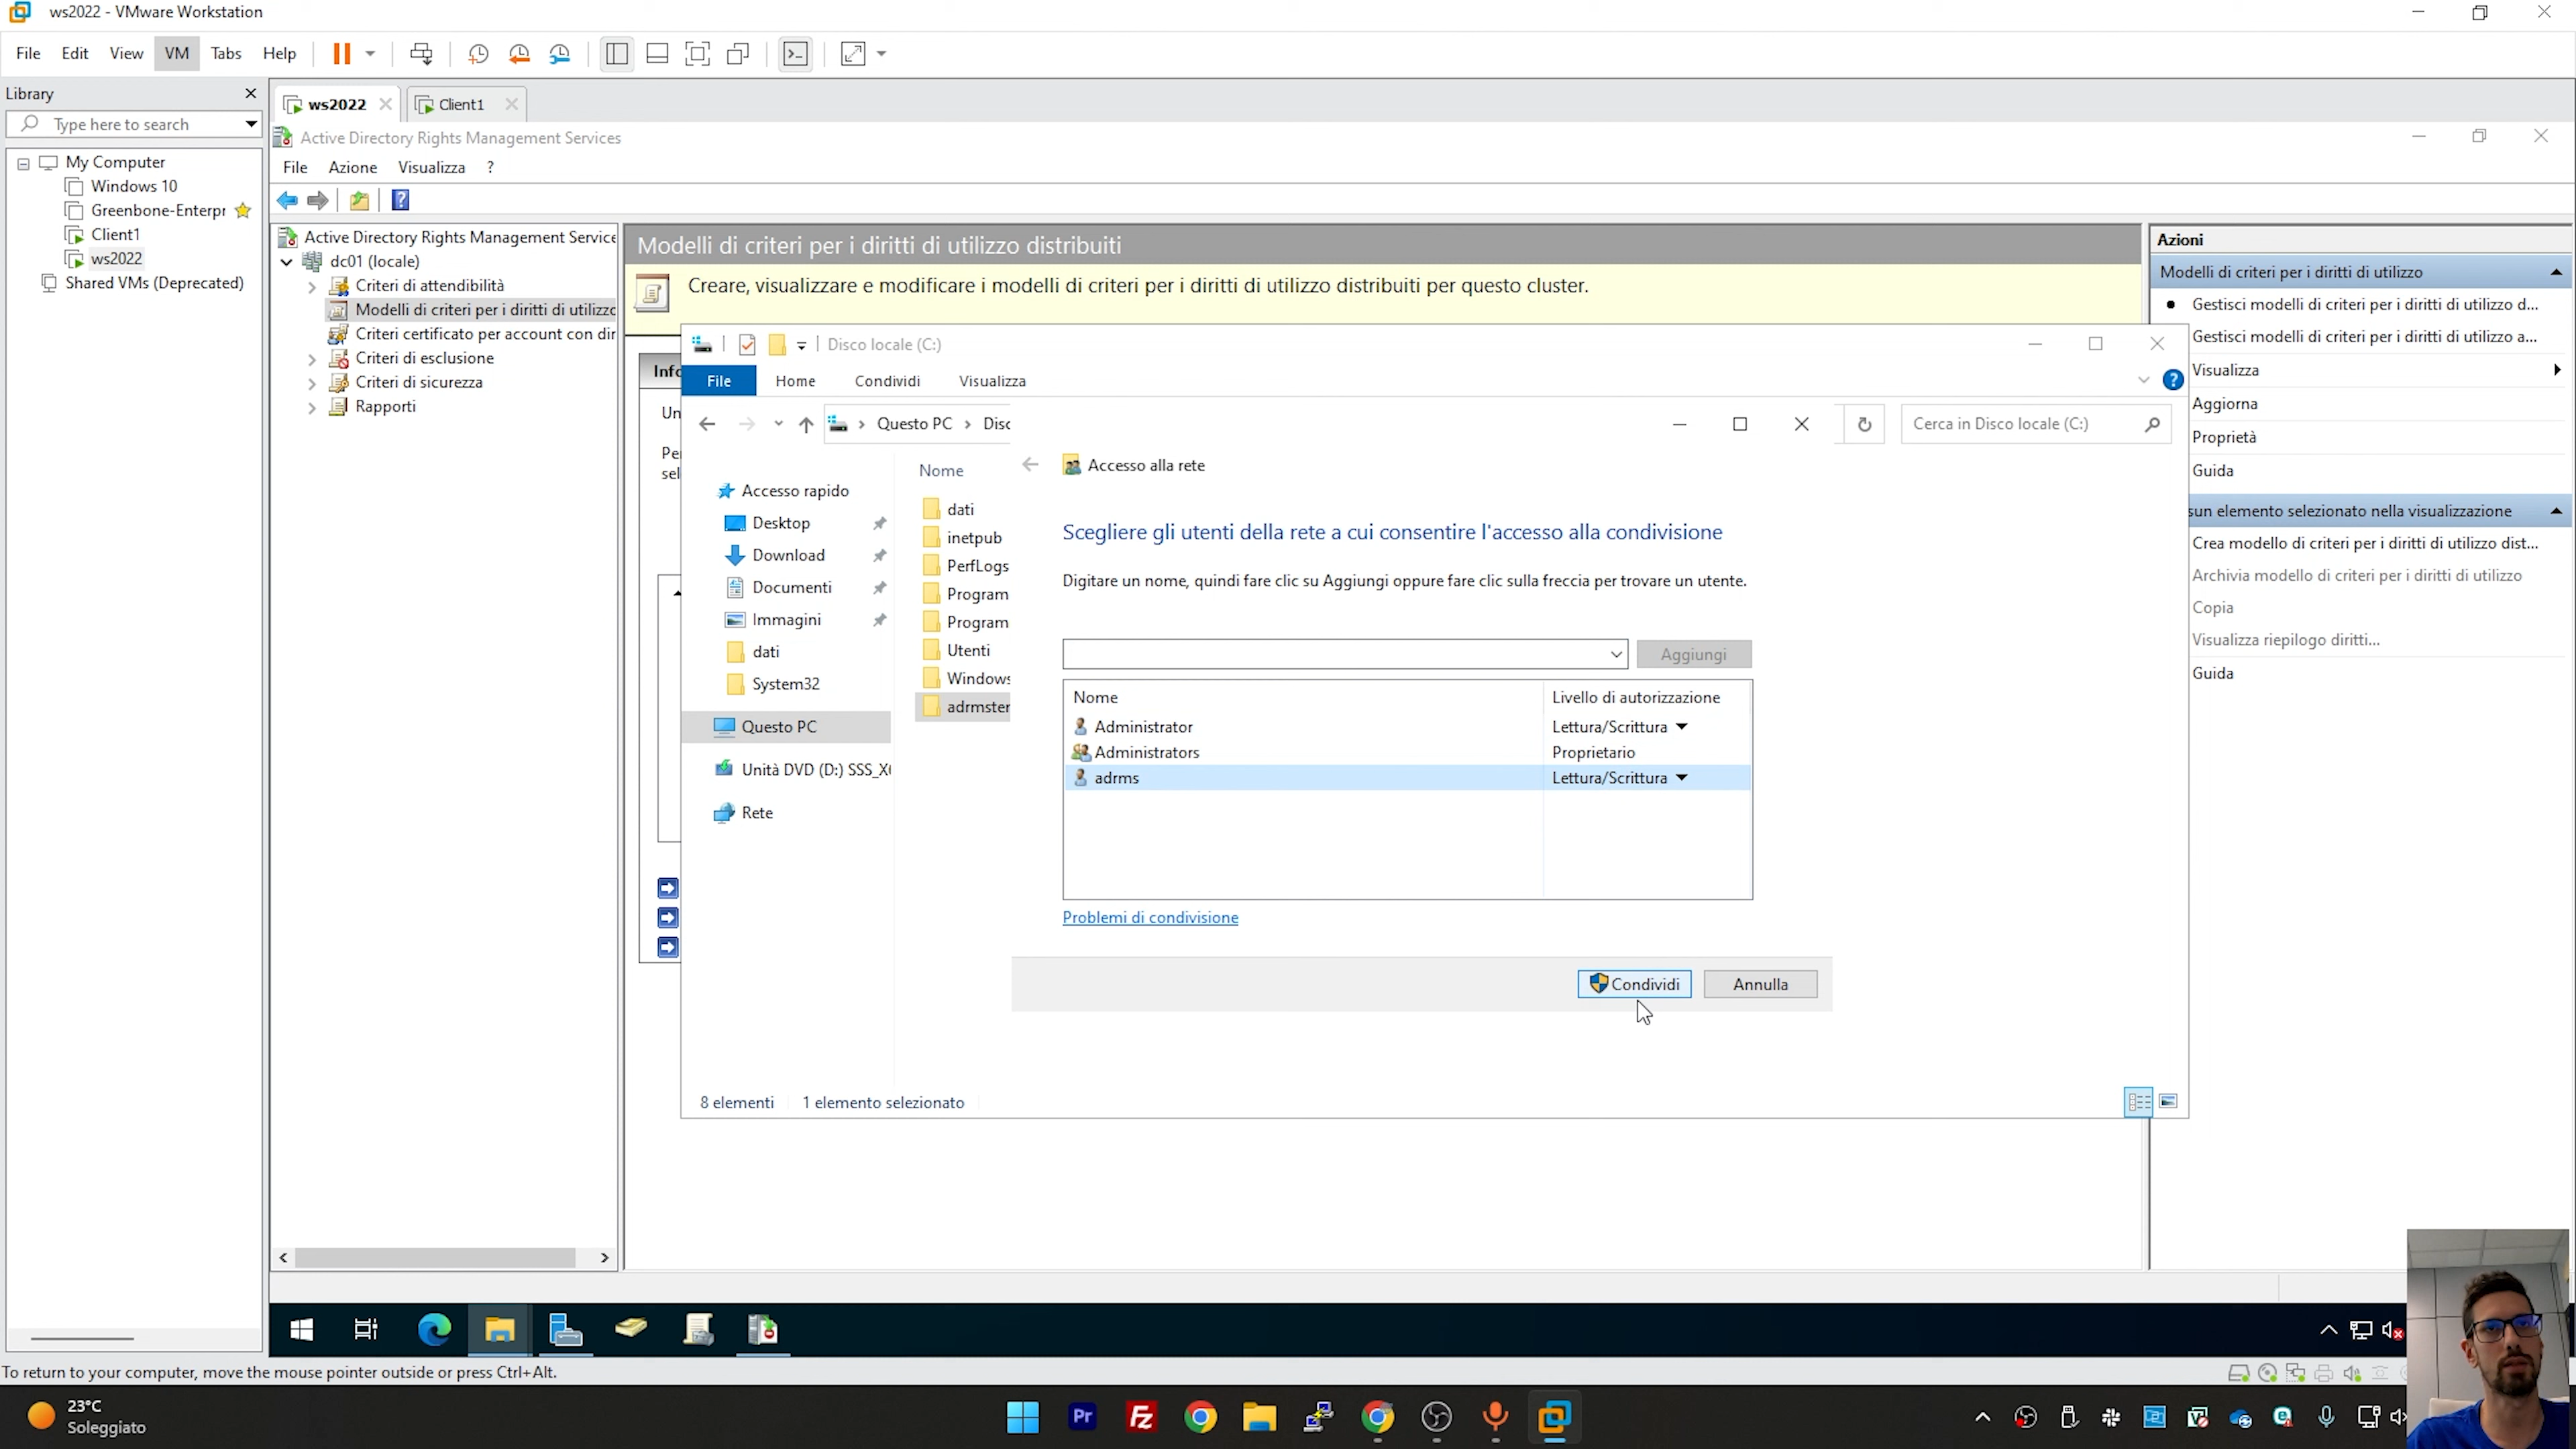 ws2022 - VMware Workstation
File Edit View VM Tabs Help
Library
Type here to search
My Computer
Windows 10
Greenbone-Enterpr
Client1
ws2022
Shared VMs (Deprecated)
ws2022 Client1
Active Directory Rights Management Services
File Azione Visualizza ?
Active Directory Rights Management Service
dc01 (locale)
Criteri di attendibilità
Modelli di criteri per i diritti di utilizzo
Criteri certificato per account con dir
Criteri di esclusione
Criteri di sicurezza
Rapporti
Modelli di criteri per i diritti di utilizzo distribuiti
Creare, visualizzare e modificare i modelli di criteri per i diritti di utilizzo distribuiti per questo cluster.
Info
Un
Per
sel
Disco locale (C:)
File Home Condividi Visualizza
Questo PC Disc
Cerca in Disco locale (C:)
Accesso rapido
Desktop
Download
Documenti
Immagini
dati
System32
Questo PC
Unità DVD (D:) SSS_X6
Rete
Nome
dati
inetpub
PerfLogs
Program
Program
Utenti
Windows
adrmster
Accesso alla rete
Scegliere gli utenti della rete a cui consentire l'accesso alla condivisione
Digitare un nome, quindi fare clic su Aggiungi oppure fare clic sulla freccia per trovare un utente.
Aggiungi
Nome Livello di autorizzazione
Administrator Lettura/Scrittura
Administrators Proprietario
adrms Lettura/Scrittura
Problemi di condivisione
Condividi Annulla
8 elementi 1 elemento selezionato
Azioni
Modelli di criteri per i diritti di utilizzo
Gestisci modelli di criteri per i diritti di utilizzo d...
Gestisci modelli di criteri per i diritti di utilizzo a...
Visualizza
Aggiorna
Proprietà
Guida
sun elemento selezionato nella visualizzazione
Crea modello di criteri per i diritti di utilizzo dist...
Archivia modello di criteri per i diritti di utilizzo
Copia
Visualizza riepilogo diritti...
Guida
To return to your computer, move the mouse pointer outside or press Ctrl+Alt.
23°C
Soleggiato
Pr
Fz